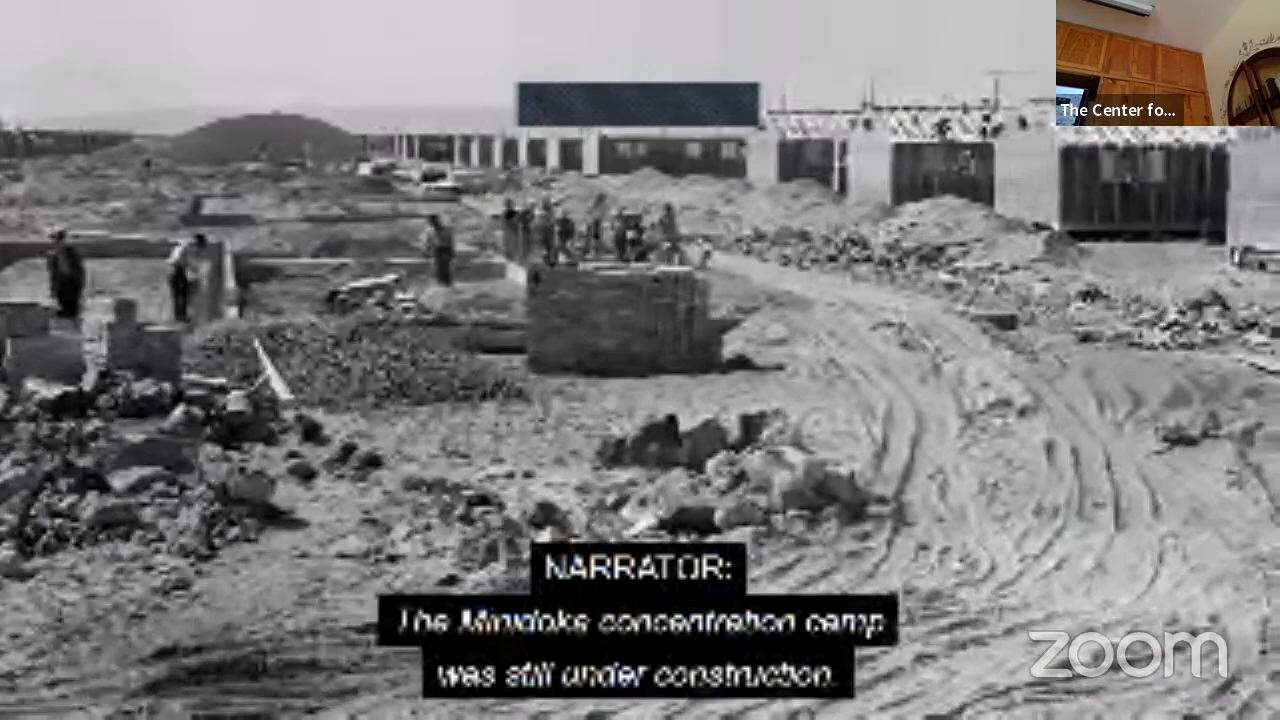 The Center fo...
NARRATOR:
The Minidoka concentration camp
was still under construction.
zoom